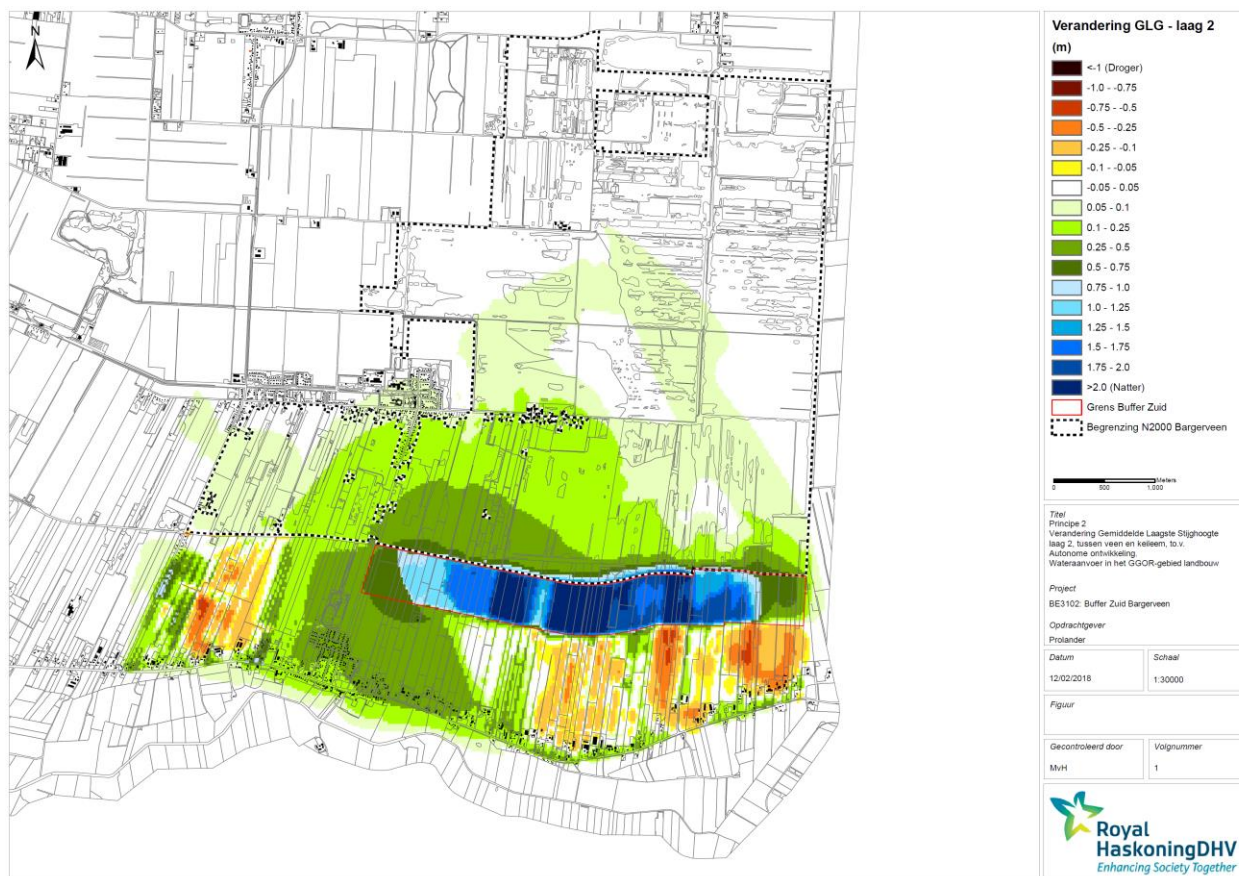 N
Verandering GLG - laag 2
(m)
<-1 (Droger)
-1.0 - -0.75
-0.75 - -0.5
-0.5 - -0.25
-0.25 - -0.1
-0.1 - -0.05
-0.05 - 0.05
0.05 - 0.1
0.1 - 0.25
0.25 - 0.5
0.5 - 0.75
0.75 - 1.0
1.0 - 1.25
1.25 - 1.5
1.5 - 1.75
1.75 - 2.0
>2.0 (Natter)
Grens Buffer Zuid
Begrenzing N2000 Bargerveen
Meters
0 500 1.000
Titel
Principe 2
Verandering Gemiddelde Laagste Stijghoogte
laag 2, tussen veen en keileem, t.o.v.
Autonome ontwikkeling.
Wateraanvoer in het GGOR-gebied landbouw
Project
BE3102: Buffer Zuid Bargerveen
Opdrachtgever
Prolander
Datum Schaal
12/02/2018 1:30000
Figuur
Gecontroleerd door Volgnummer
MvH 1
Royal
HaskoningDHV
Enhancing Society Together